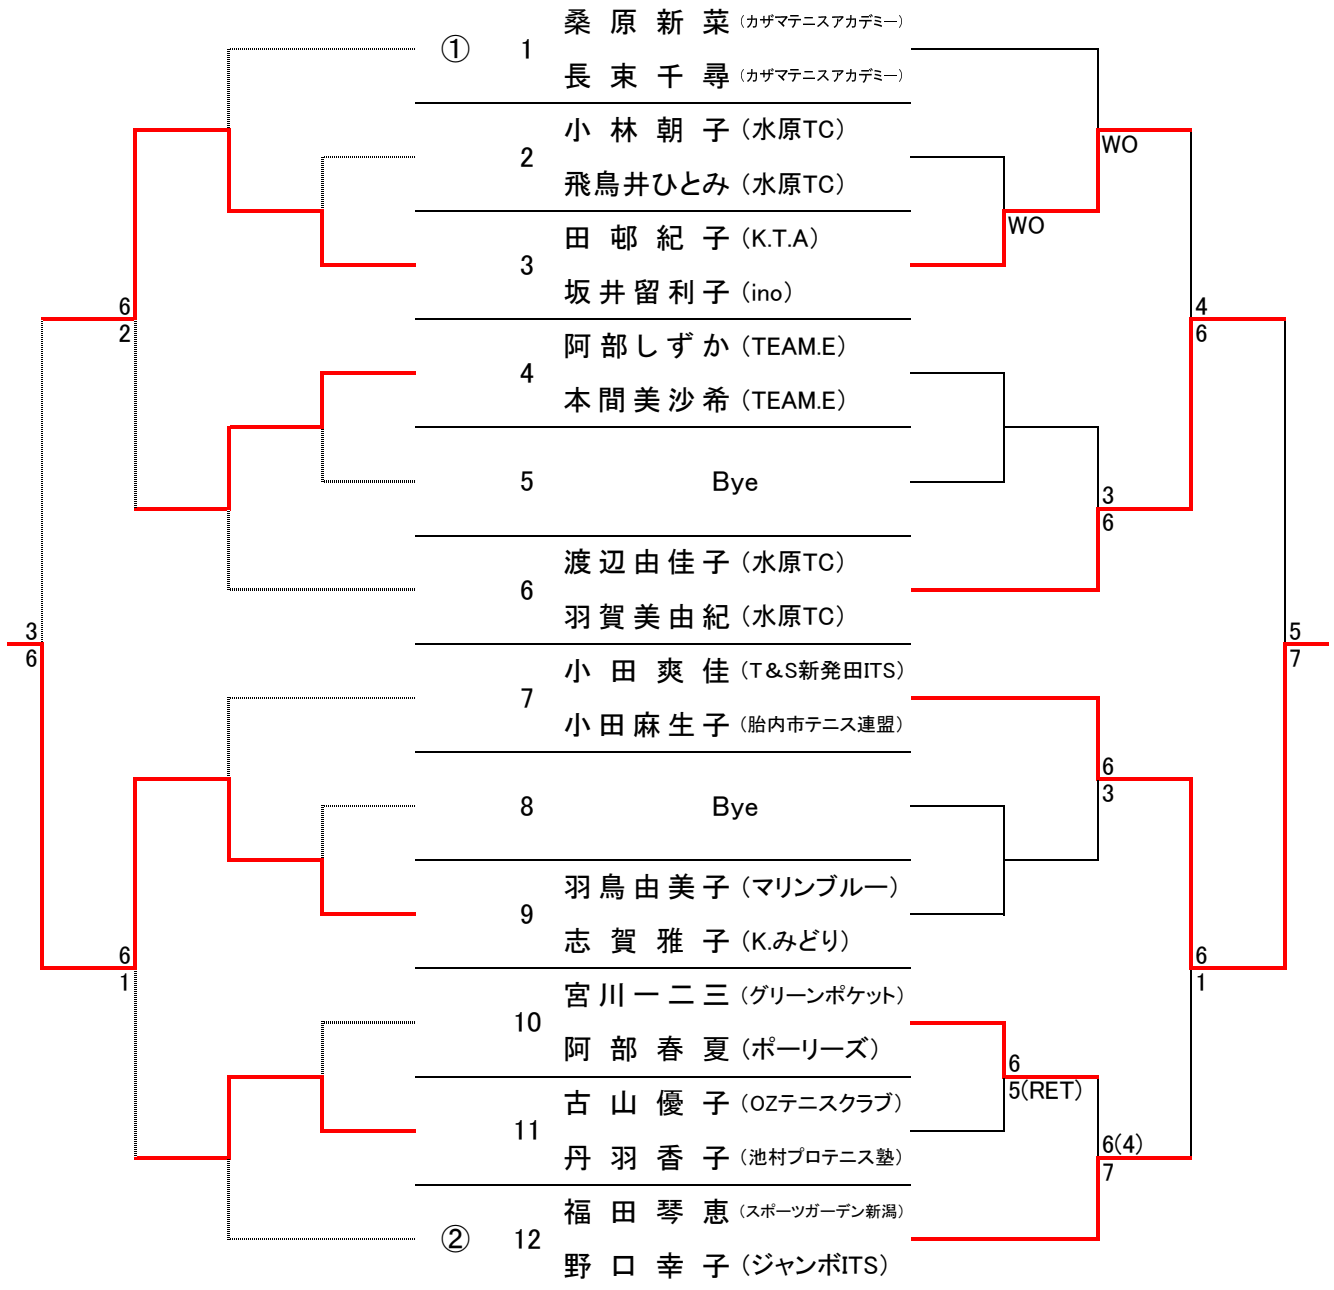 ① 1 桑原新菜 (カザマテニスアカデミー)
長束千尋 (カザマテニスアカデミー)
2 小林朝子 (水原TC)
飛鳥井ひとみ (水原TC)
WO
WO
3 田邨紀子 (K.T.A)
坂井留利子 (ino)
6
2
4
6
4 阿部しずか (TEAM.E)
本間美沙希 (TEAM.E)
5 Bye
3
6
6 渡辺由佳子 (水原TC)
羽賀美由紀 (水原TC)
3
6
5
7
7 小田爽佳 (T&S新発田ITS)
小田麻生子 (胎内市テニス連盟)
6
3
8 Bye
9 羽鳥由美子 (マリンブルー)
志賀雅子 (K.みどり)
6
1
6
1
10 宮川一二三 (グリーンポケット)
阿部春夏 (ポーリーズ)
6
5(RET)
11 古山優子 (OZテニスクラブ)
丹羽香子 (池村プロテニス塾)
6(4)
7
② 12 福田琴恵 (スポーツガーデン新潟)
野口幸子 (ジャンボITS)